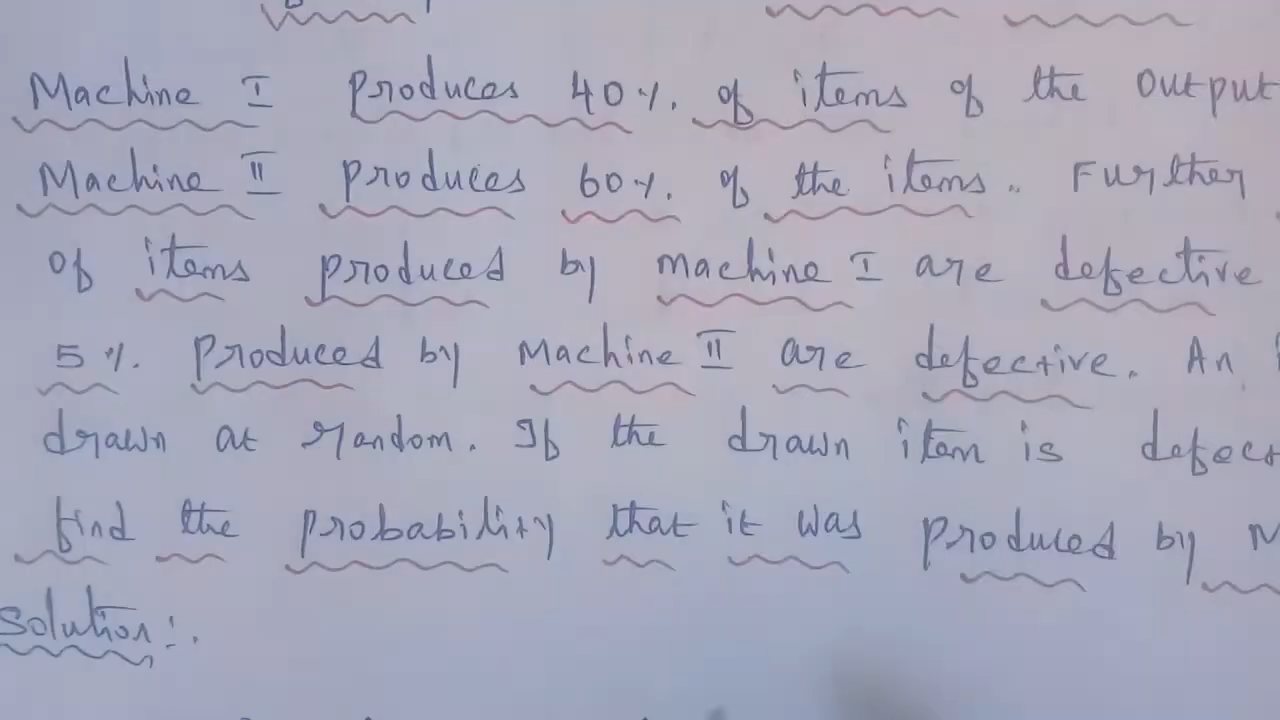 Machine I Produces 40%. of items of the Output
Machine II produces 60%. of the items.. Further
of items produced by machine I are defective
5%. Produced by Machine II are defective. An
drawn at random. If the drawn item is defec
find the probability that it was produced by M
Solution:.